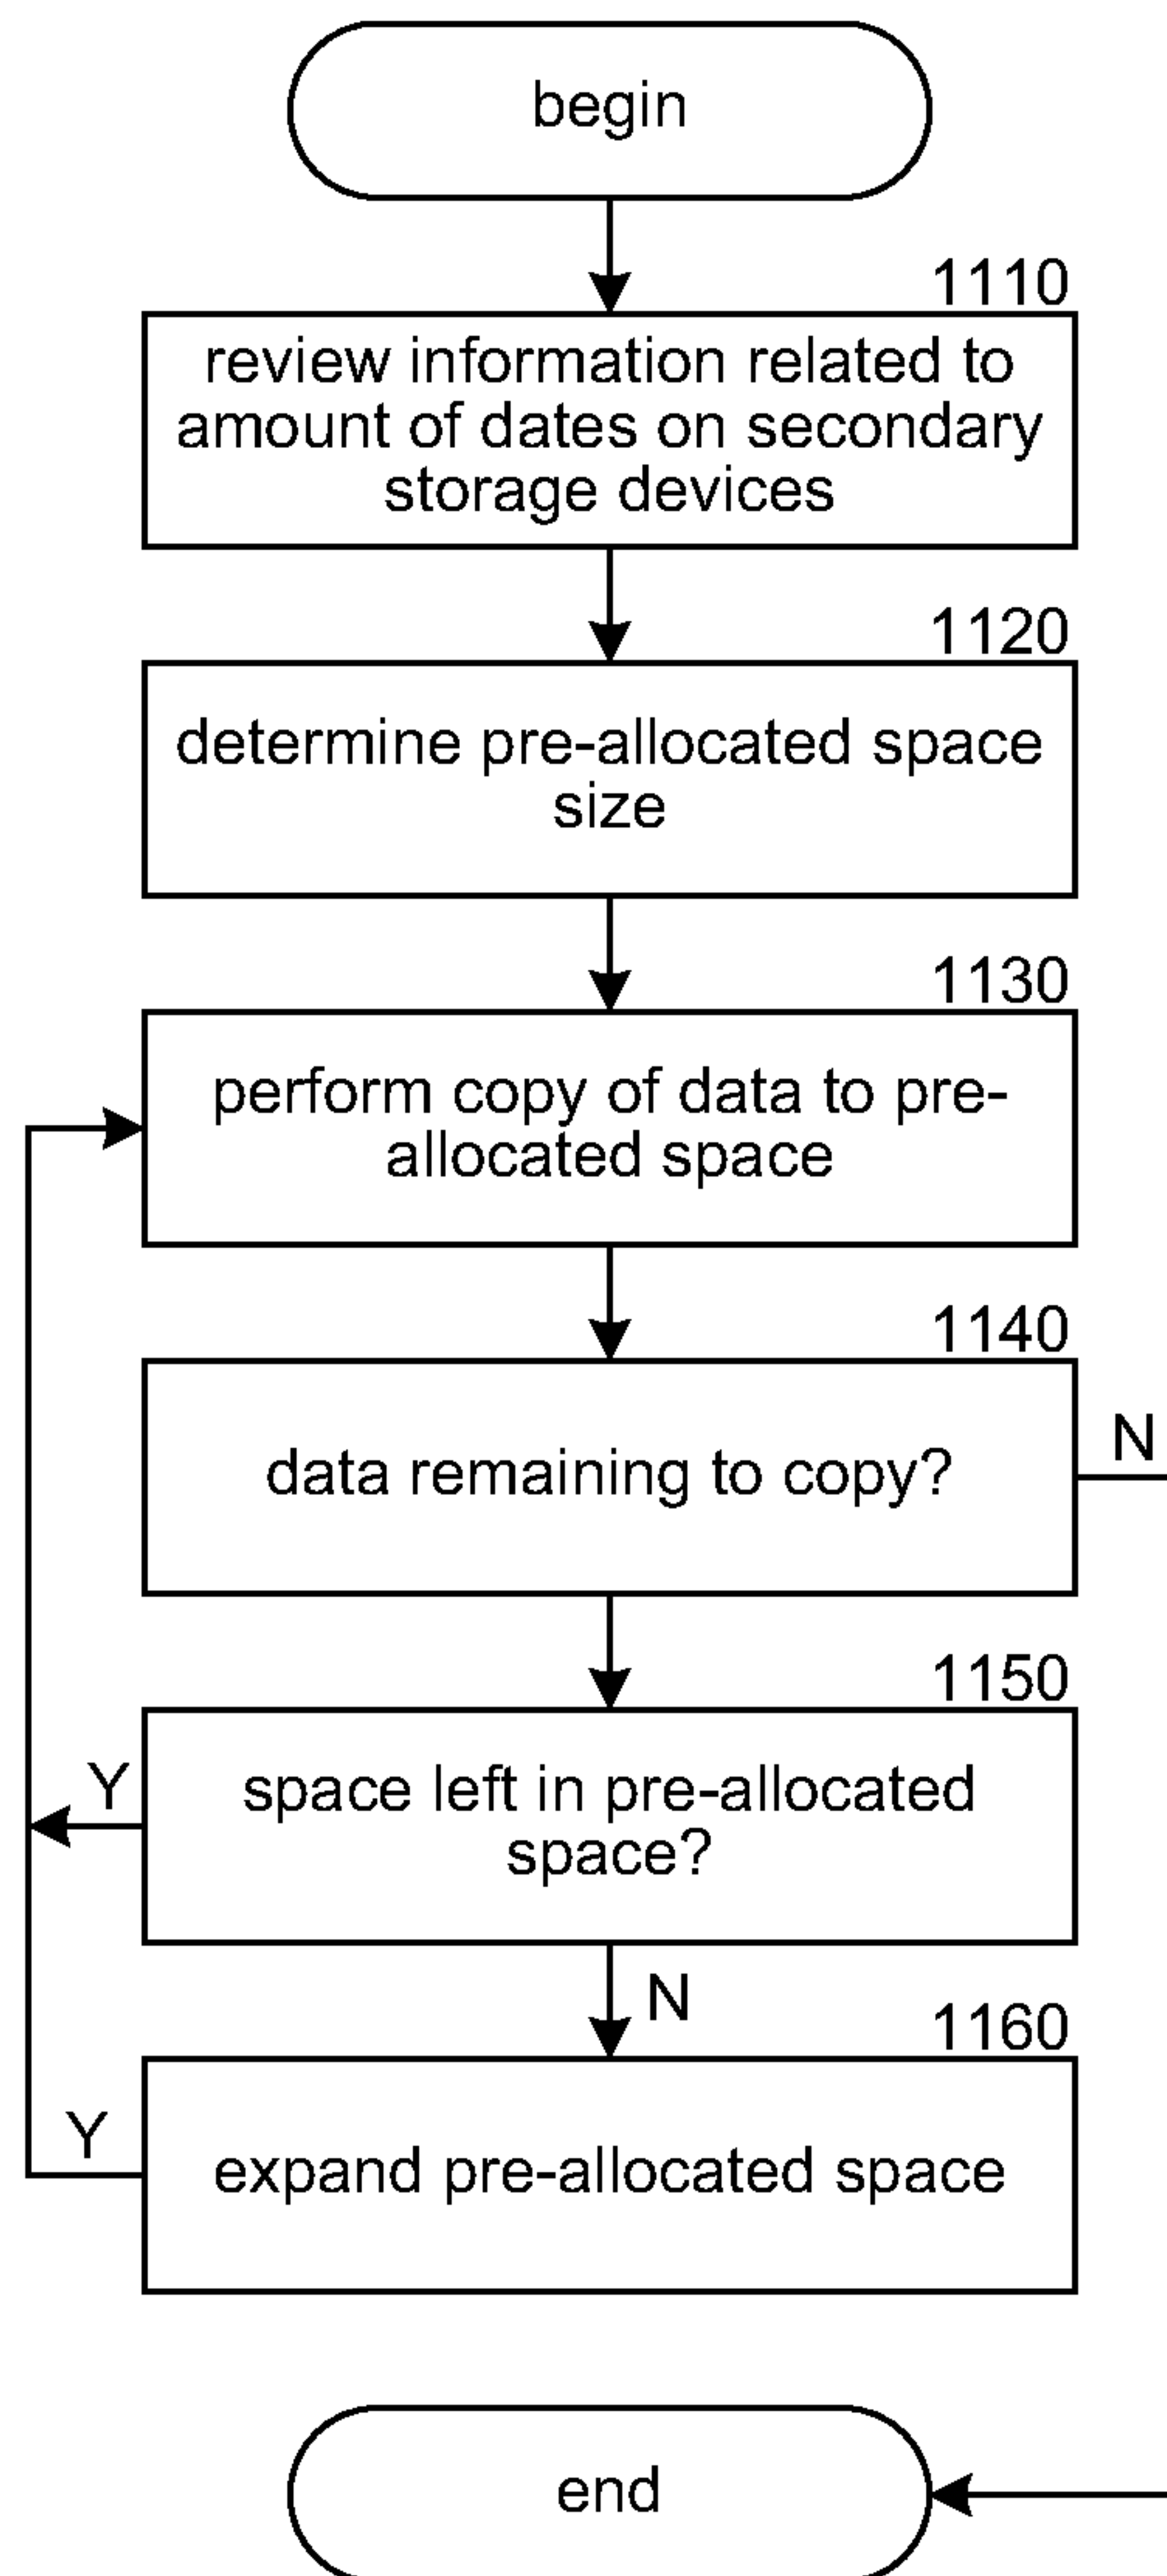 begin
1110
review information related to
amount of dates on secondary
storage devices
1120
determine pre-allocated space
size
1130
perform copy of data to pre-
allocated space
1140
data remaining to copy?
N
1150
space left in pre-allocated
space?
Y
N
1160
expand pre-allocated space
Y
end